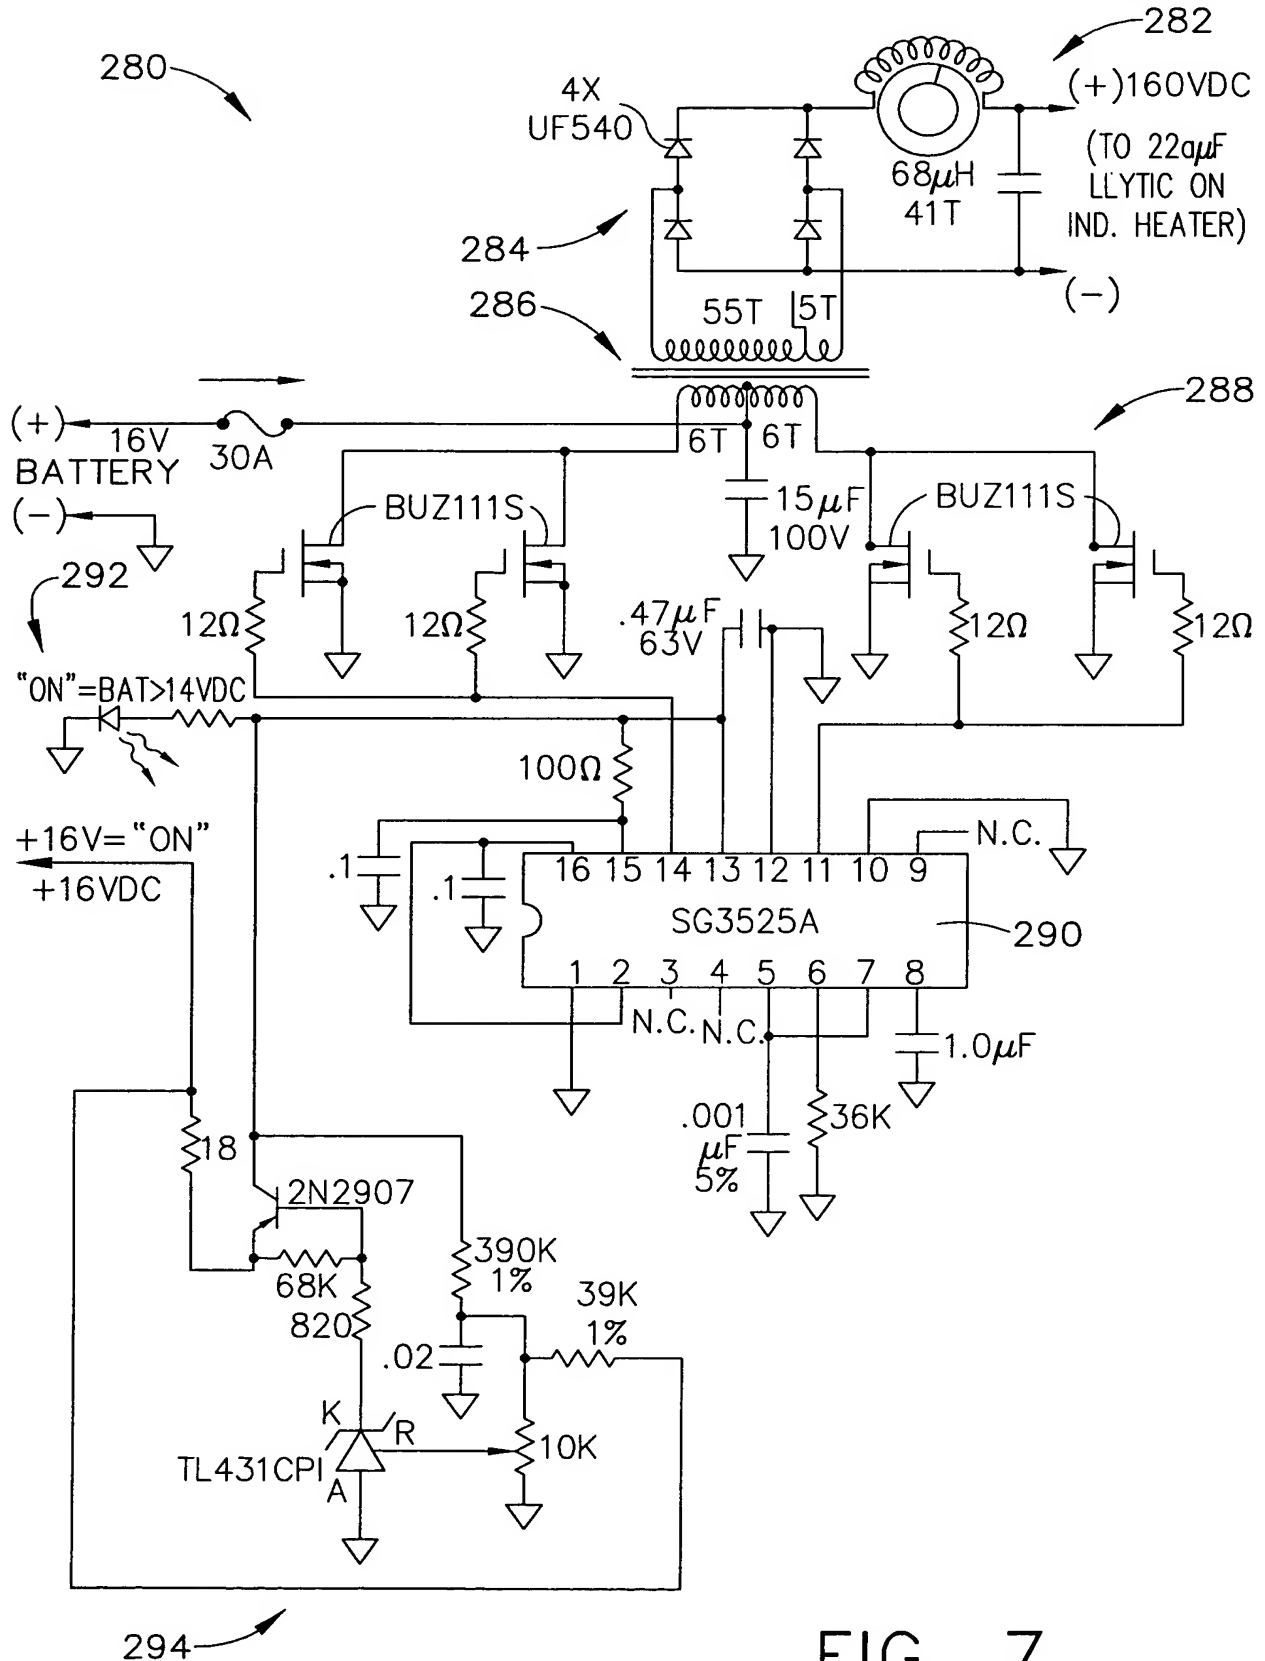 280
282
4X
UF540
(+)160VDC
(TO 22aμF
LLYTIC ON
IND. HEATER)
68μH
41T
284
(-)
286
55T
5T
288
(+)
16V
30A
BATTERY
(-)
6T
6T
15μF
100V
BUZ111S
BUZ111S
292
12Ω
12Ω
.47μF
63V
12Ω
12Ω
"ON"=BAT>14VDC
100Ω
+16V="ON"
+16VDC
.1
.1
N.C.
16 15 14 13 12 11 10 9
SG3525A
290
1 2 3 4 5 6 7 8
N.C.
N.C.
1.0μF
.001
μF
5%
36K
18
2N2907
68K
820
390K
1%
39K
1%
.02
K
R
10K
TL431CPI
A
294
FIG. 7